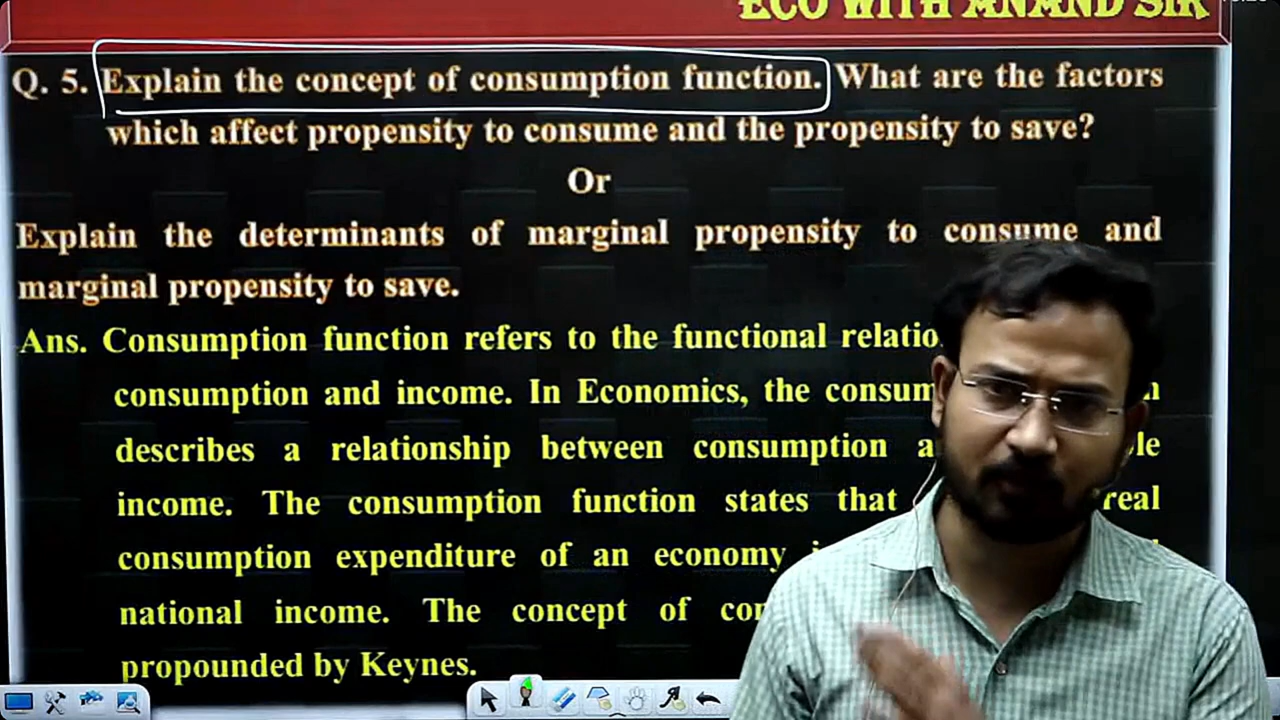 ECO WITH ANAND SIR
Q. 5. Explain the concept of consumption function. What are the factors
which affect propensity to consume and the propensity to save?
Or
Explain the determinants of marginal propensity to consume and
marginal propensity to save.
Ans. Consumption function refers to the functional
consumption and income. In Economics, the
describes a relationship between consumption
income. The consumption function states that real
consumption expenditure of an economy
national income. The concept of
propounded by Keynes.